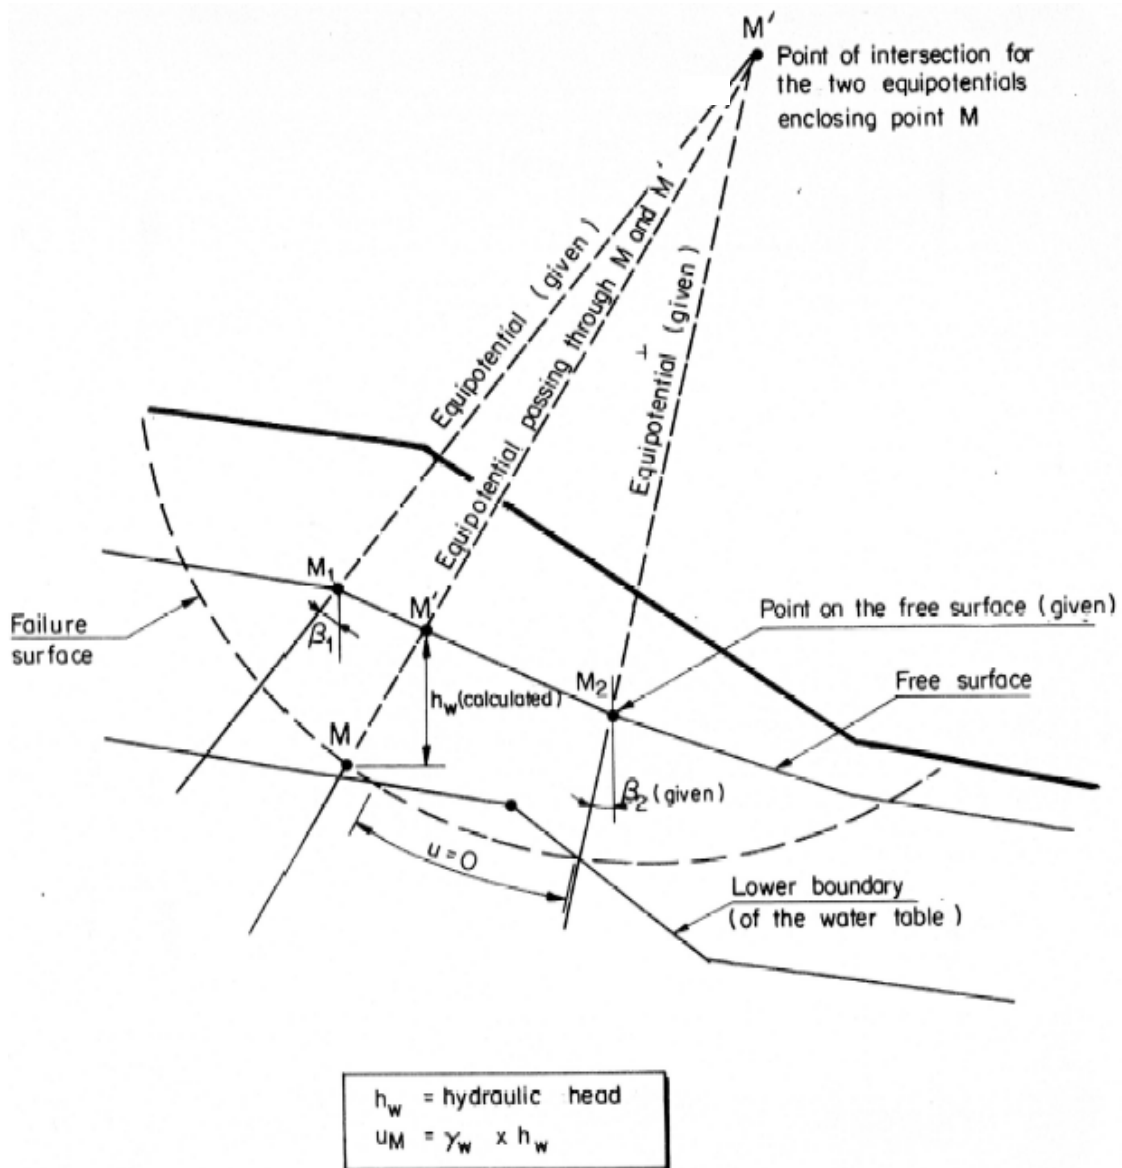 M′
Point of intersection for
the two equipotentials
enclosing point M
Equipotential (given)
Equipotential passing through M and M′
Equipotential (given)
M₁
M′
β₁
Failure
surface
Point on the free surface (given)
M₂
Free surface
h_w (calculated)
M
β₂ (given)
u = 0
Lower boundary
(of the water table)
h_w = hydraulic head
u_M = γ_w x h_w